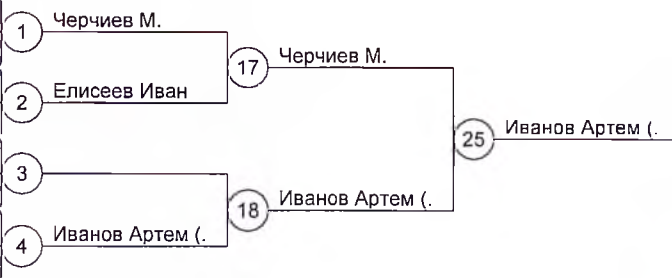 1 Черчиев М.
17 Черчиев М.
2 Елисеев Иван
25 Иванов Артем (.
3
18 Иванов Артем (.
4 Иванов Артем (.